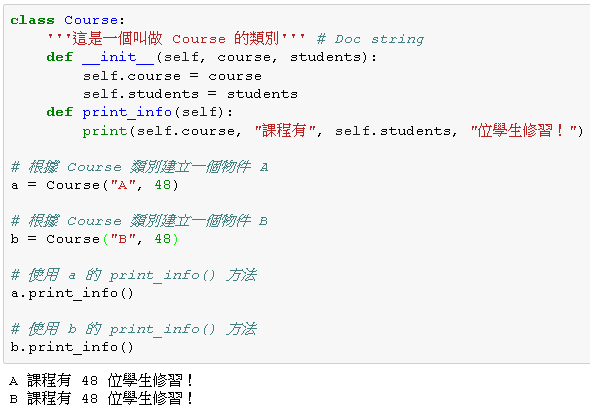 class Course:
    '''這是一個叫做 Course 的類別''' # Doc string
    def __init__(self, course, students):
        self.course = course
        self.students = students
    def print_info(self):
        print(self.course, "課程有", self.students, "位學生修習！")
# 根據 Course 類別建立一個物件 A
a = Course("A", 48)
# 根據 Course 類別建立一個物件 B
b = Course("B", 48)
# 使用 a 的 print_info() 方法
a.print_info()
# 使用 b 的 print_info() 方法
b.print_info()
A 課程有 48 位學生修習！
B 課程有 48 位學生修習！